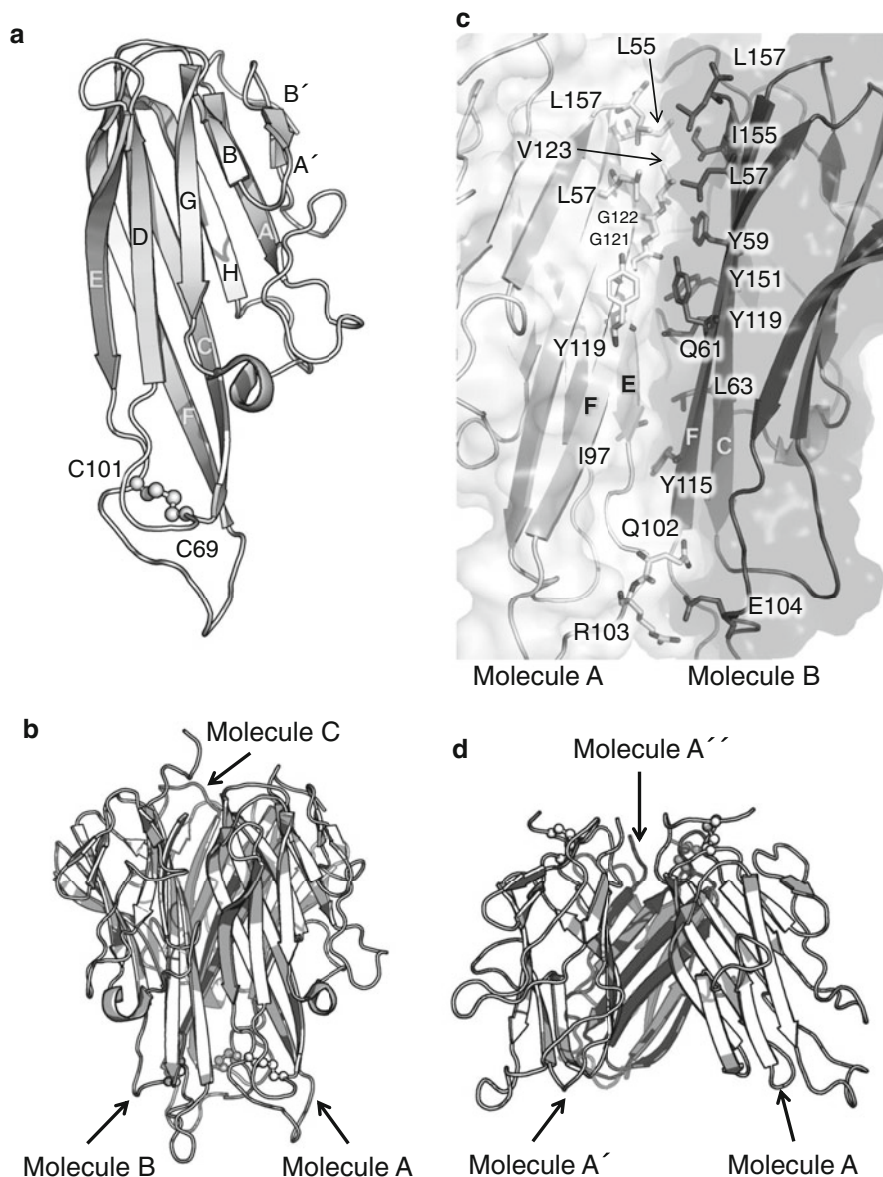 a
B´
A´
B
G
D
A
E
H
C
F
C101
C69
c
L55
L157
L157
V123
I155
L57
L57
G122
G121
Y59
Y151
Y119
Y119
Q61
E
L63
F
F
C
I97
Y115
Q102
E104
R103
Molecule A
Molecule B
b
Molecule C
Molecule B
Molecule A
d
Molecule A´´
Molecule A´
Molecule A